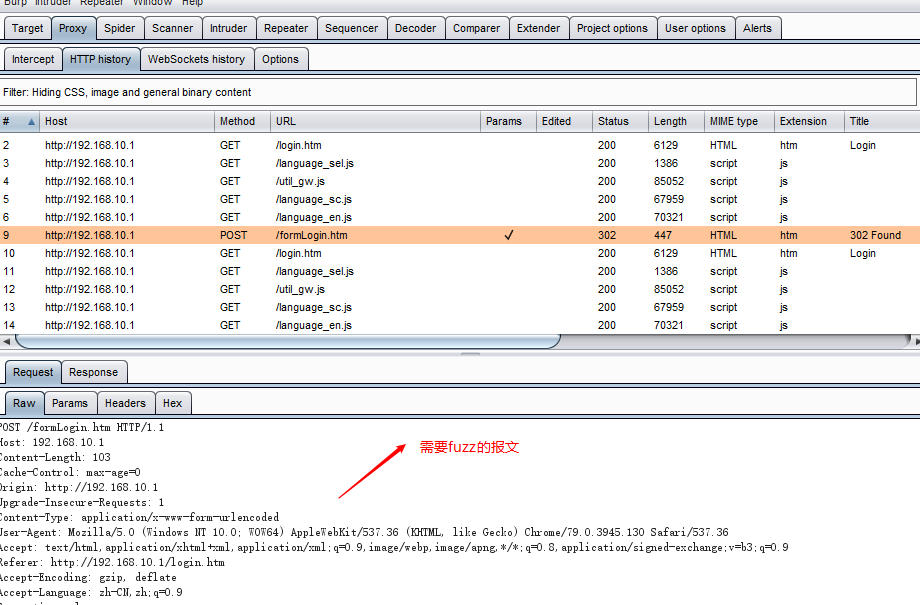 Burp Intruder Repeater Window Help
Target Proxy Spider Scanner Intruder Repeater Sequencer Decoder Comparer Extender Project options User options Alerts
Intercept HTTP history WebSockets history Options
Filter: Hiding CSS, image and general binary content
# Host Method URL Params Edited Status Length MIME type Extension Title
2 http://192.168.10.1 GET /login.htm 200 6129 HTML htm Login
3 http://192.168.10.1 GET /language_sel.js 200 1386 script js
4 http://192.168.10.1 GET /util_gw.js 200 85052 script js
5 http://192.168.10.1 GET /language_sc.js 200 67959 script js
6 http://192.168.10.1 GET /language_en.js 200 70321 script js
9 http://192.168.10.1 POST /formLogin.htm ✓ 302 447 HTML htm 302 Found
10 http://192.168.10.1 GET /login.htm 200 6129 HTML htm Login
11 http://192.168.10.1 GET /language_sel.js 200 1386 script js
12 http://192.168.10.1 GET /util_gw.js 200 85052 script js
13 http://192.168.10.1 GET /language_sc.js 200 67959 script js
14 http://192.168.10.1 GET /language_en.js 200 70321 script js
Request Response
Raw Params Headers Hex
POST /formLogin.htm HTTP/1.1
Host: 192.168.10.1
需要fuzz的报文
Content-Length: 103
Cache-Control: max-age=0
Origin: http://192.168.10.1
Upgrade-Insecure-Requests: 1
Content-Type: application/x-www-form-urlencoded
User-Agent: Mozilla/5.0 (Windows NT 10.0; WOW64) AppleWebKit/537.36 (KHTML, like Gecko) Chrome/79.0.3945.130 Safari/537.36
Accept: text/html,application/xhtml+xml,application/xml;q=0.9,image/webp,image/apng,*/*;q=0.8,application/signed-exchange;v=b3;q=0.9
Referer: http://192.168.10.1/login.htm
Accept-Encoding: gzip, deflate
Accept-Language: zh-CN,zh;q=0.9